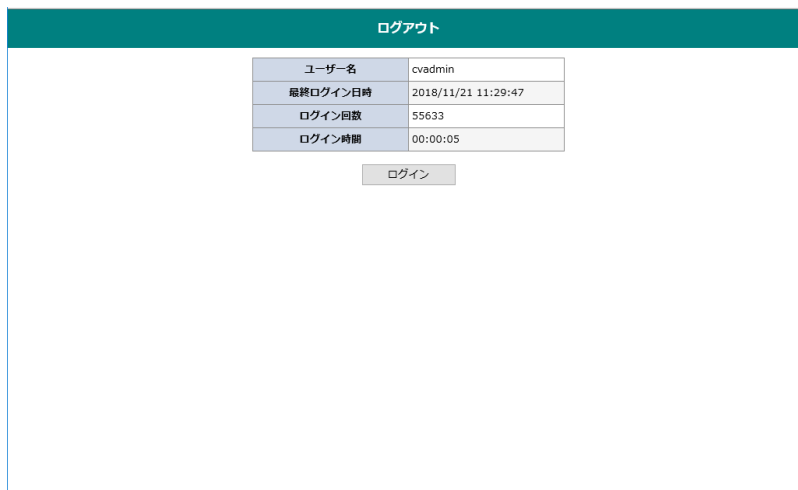 ログアウト
ユーザー名 cvadmin
最終ログイン日時 2018/11/21 11:29:47
ログイン回数 55633
ログイン時間 00:00:05
ログイン